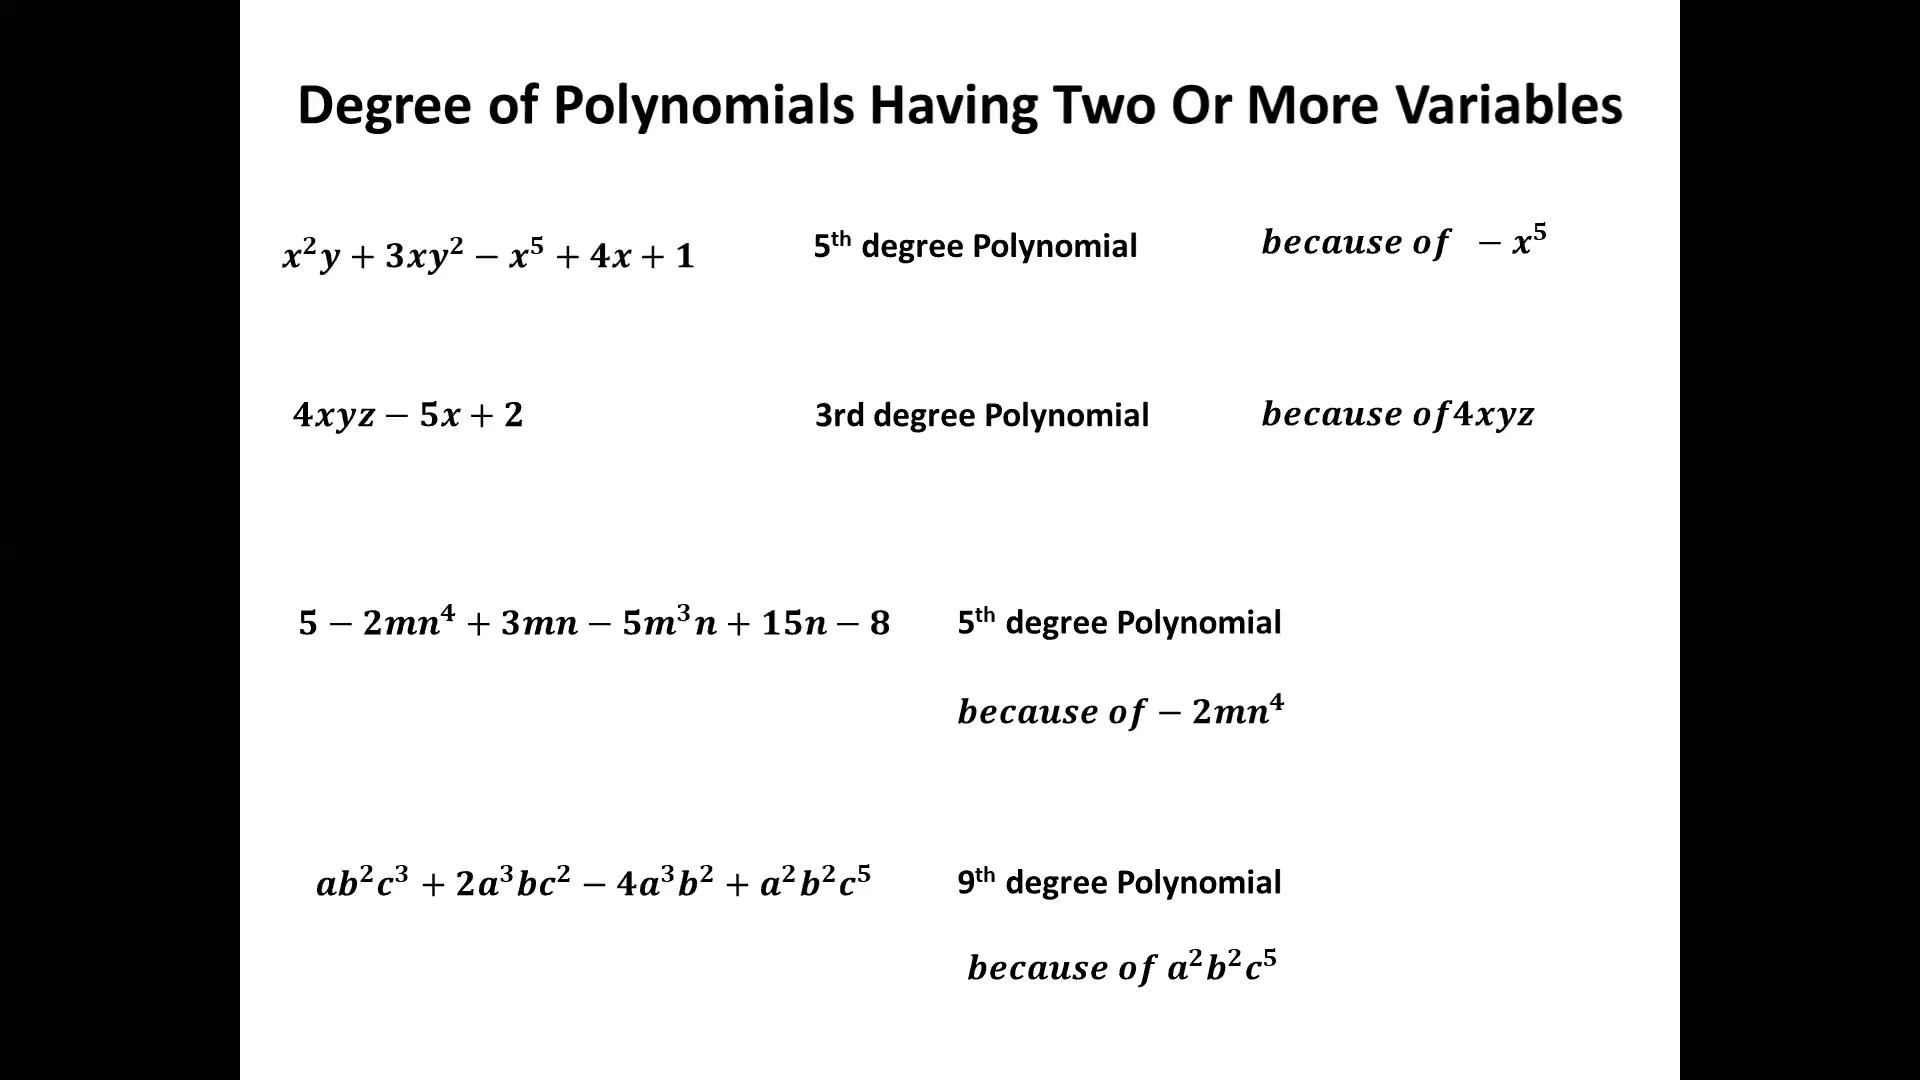 Degree of Polynomials Having Two Or More Variables
x²y + 3xy² − x⁵ + 4x + 1 5th degree Polynomial because of − x⁵
4xyz − 5x + 2 3rd degree Polynomial because of4xyz
5 − 2mn⁴ + 3mn − 5m³n + 15n − 8 5th degree Polynomial
because of − 2mn⁴
ab²c³ + 2a³bc² − 4a³b² + a²b²c⁵ 9th degree Polynomial
because of a²b²c⁵